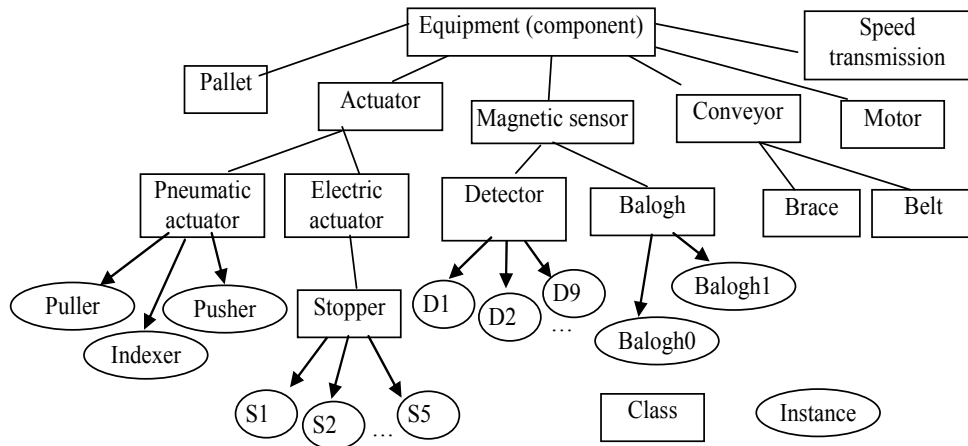 Equipment (component)
Speed
transmission
Pallet
Actuator
Magnetic sensor
Conveyor
Motor
Pneumatic
actuator
Electric
actuator
Detector
Balogh
Brace
Belt
Puller
Pusher
Indexer
Stopper
D1
D2
D9
...
Balogh1
Balogh0
S1
S2
...
S5
Class
Instance